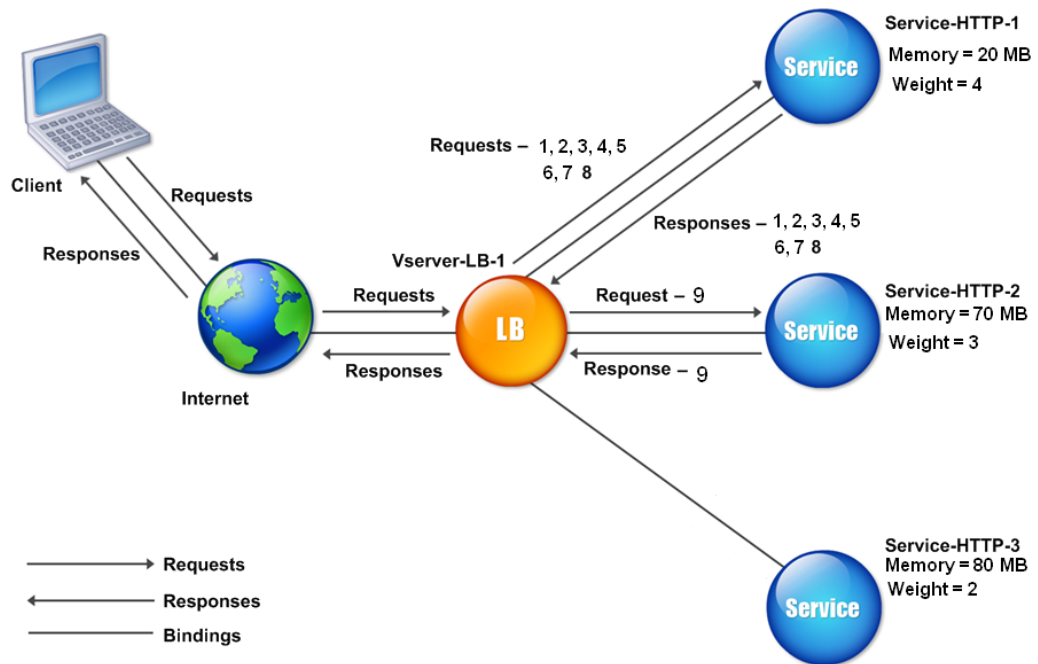 Service-HTTP-1
Memory = 20 MB
Weight = 4
Service
Requests – 1, 2, 3, 4, 5
6, 7 8
Client
Requests
Responses
Responses – 1, 2, 3, 4, 5
6, 7 8
Vserver-LB-1
Requests
LB
Responses
Internet
Request – 9
Response – 9
Service
Service-HTTP-2
Memory = 70 MB
Weight = 3
Service-HTTP-3
Memory = 80 MB
Weight = 2
Service
Requests
Responses
Bindings